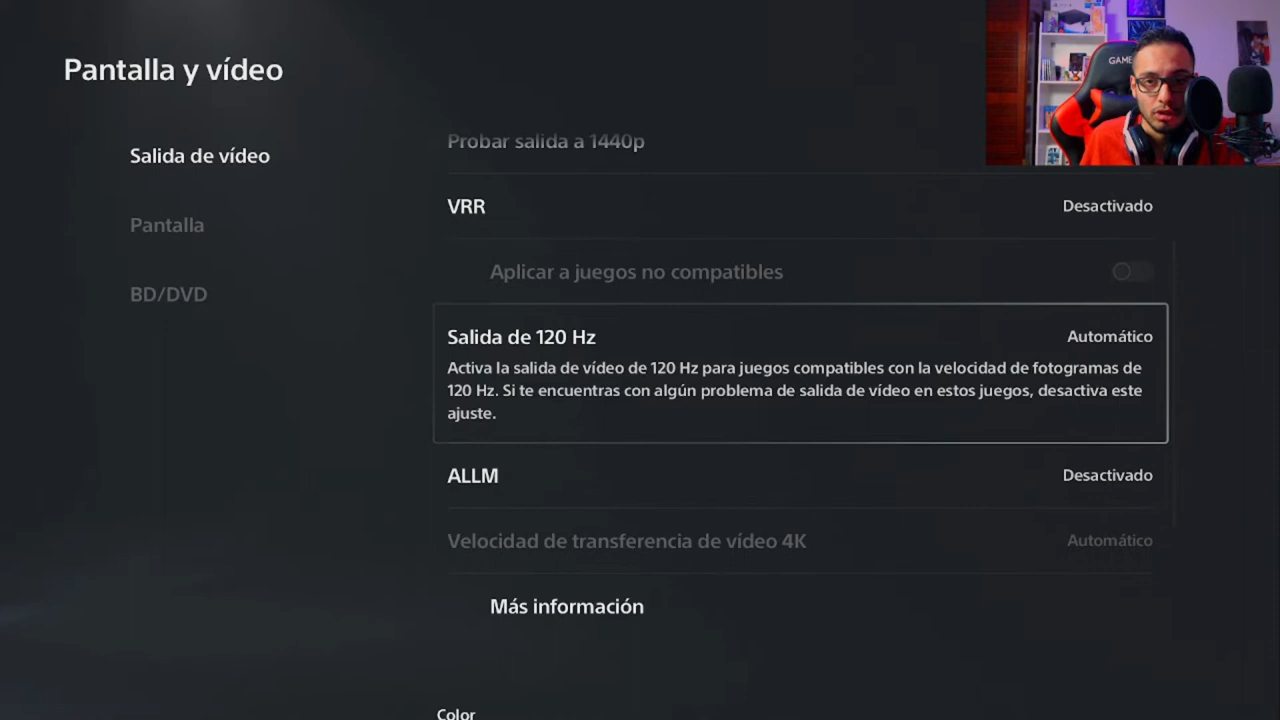 Pantalla y vídeo
Salida de vídeo
Pantalla
BD/DVD
Probar salida a 1440p
VRR Desactivado
Aplicar a juegos no compatibles
Salida de 120 Hz Automático
Activa la salida de vídeo de 120 Hz para juegos compatibles con la velocidad de fotogramas de
120 Hz. Si te encuentras con algún problema de salida de vídeo en estos juegos, desactiva este
ajuste.
ALLM Desactivado
Velocidad de transferencia de vídeo 4K Automático
Más información
Color
GAME